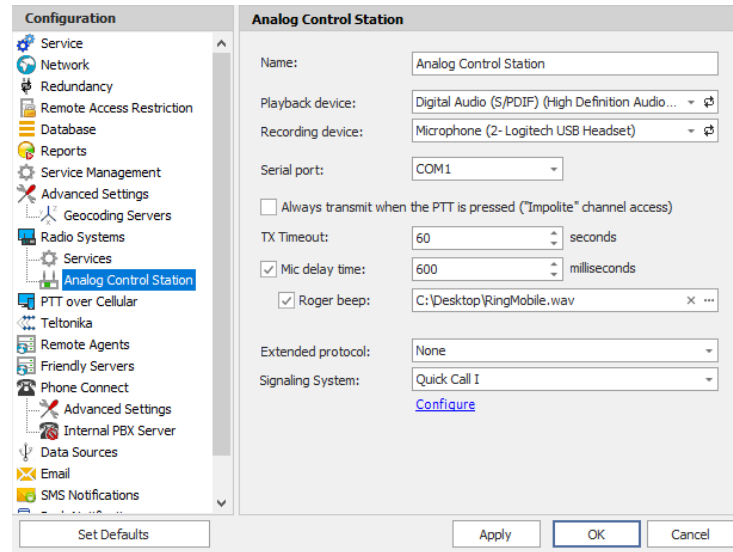 Configuration
Service
Network
Redundancy
Remote Access Restriction
Database
Reports
Service Management
Advanced Settings
Geocoding Servers
Radio Systems
Services
Analog Control Station
PTT over Cellular
Teltonika
Remote Agents
Friendly Servers
Phone Connect
Advanced Settings
Internal PBX Server
Data Sources
Email
SMS Notifications
Set Defaults
Analog Control Station
Name: Analog Control Station
Playback device: Digital Audio (S/PDIF) (High Definition Audio...
Recording device: Microphone (2- Logitech USB Headset)
Serial port: COM1
Always transmit when the PTT is pressed ("Impolite" channel access)
TX Timeout: 60 seconds
Mic delay time: 600 milliseconds
Roger beep: C:\Desktop\RingMobile.wav
Extended protocol: None
Signaling System: Quick Call I
Configure
Apply OK Cancel